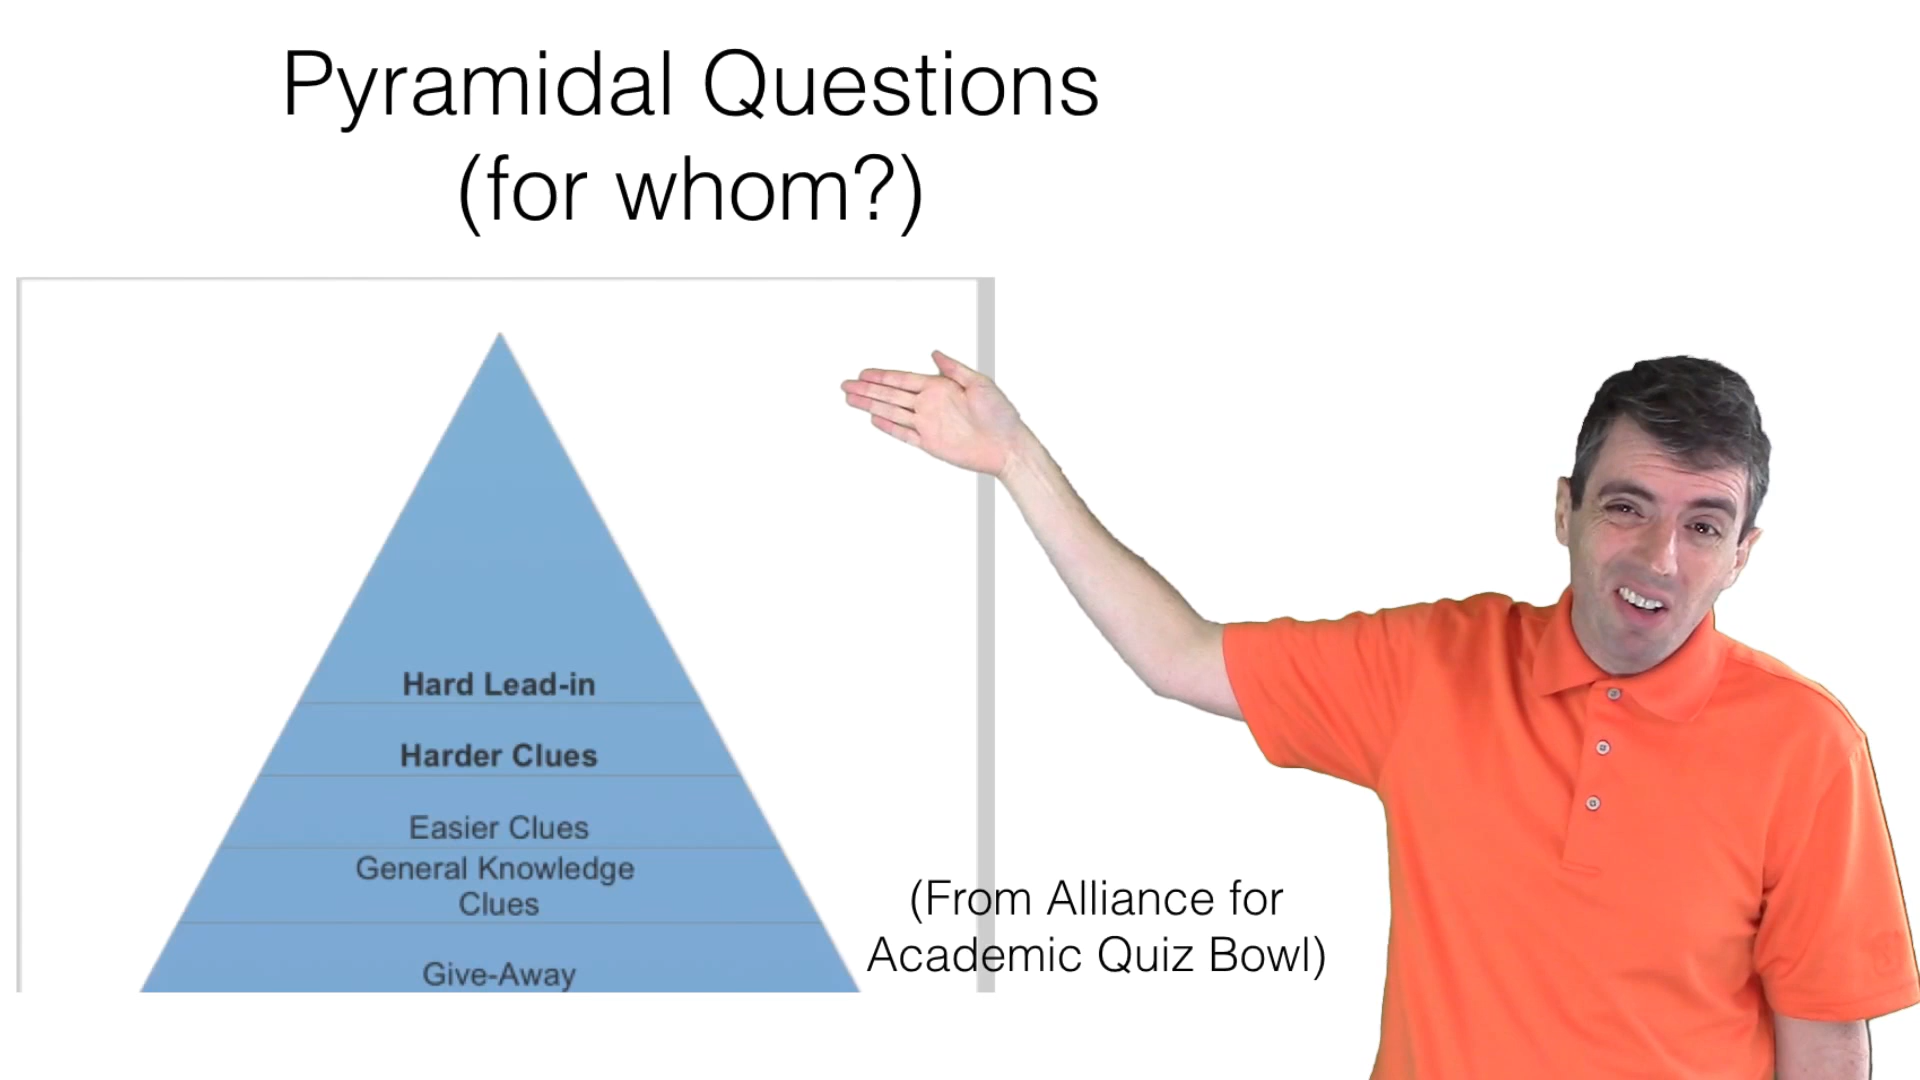 Pyramidal Questions
(for whom?)
Hard Lead-in
Harder Clues
Easier Clues
General Knowledge
Clues
Give-Away
(From Alliance for
Academic Quiz Bowl)